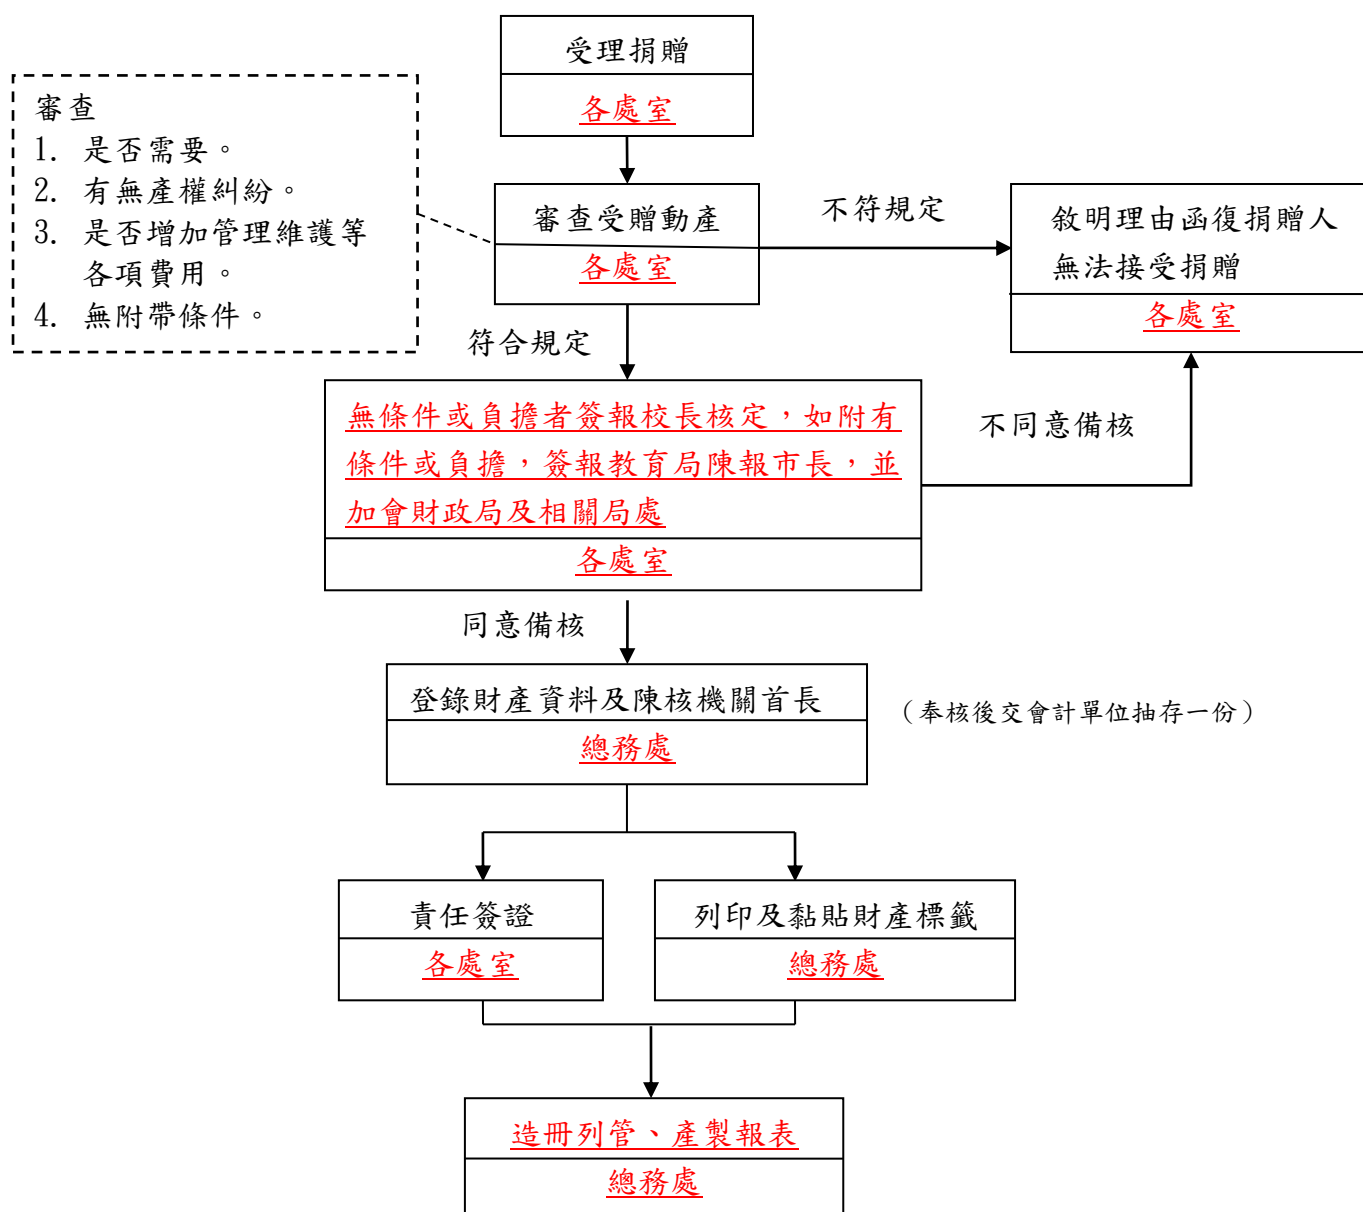 受理捐贈
各處室
審查
1. 是否需要。
2. 有無產權糾紛。
3. 是否增加管理維護等
各項費用。
4. 無附帶條件。
審查受贈動產
各處室
不符規定
敘明理由函復捐贈人
無法接受捐贈
各處室
符合規定
無條件或負擔者簽報校長核定，如附有
條件或負擔，簽報教育局陳報市長，並
加會財政局及相關局處
各處室
不同意備核
同意備核
登錄財產資料及陳核機關首長
總務處
（奉核後交會計單位抽存一份）
責任簽證
各處室
列印及黏貼財產標籤
總務處
造冊列管、產製報表
總務處